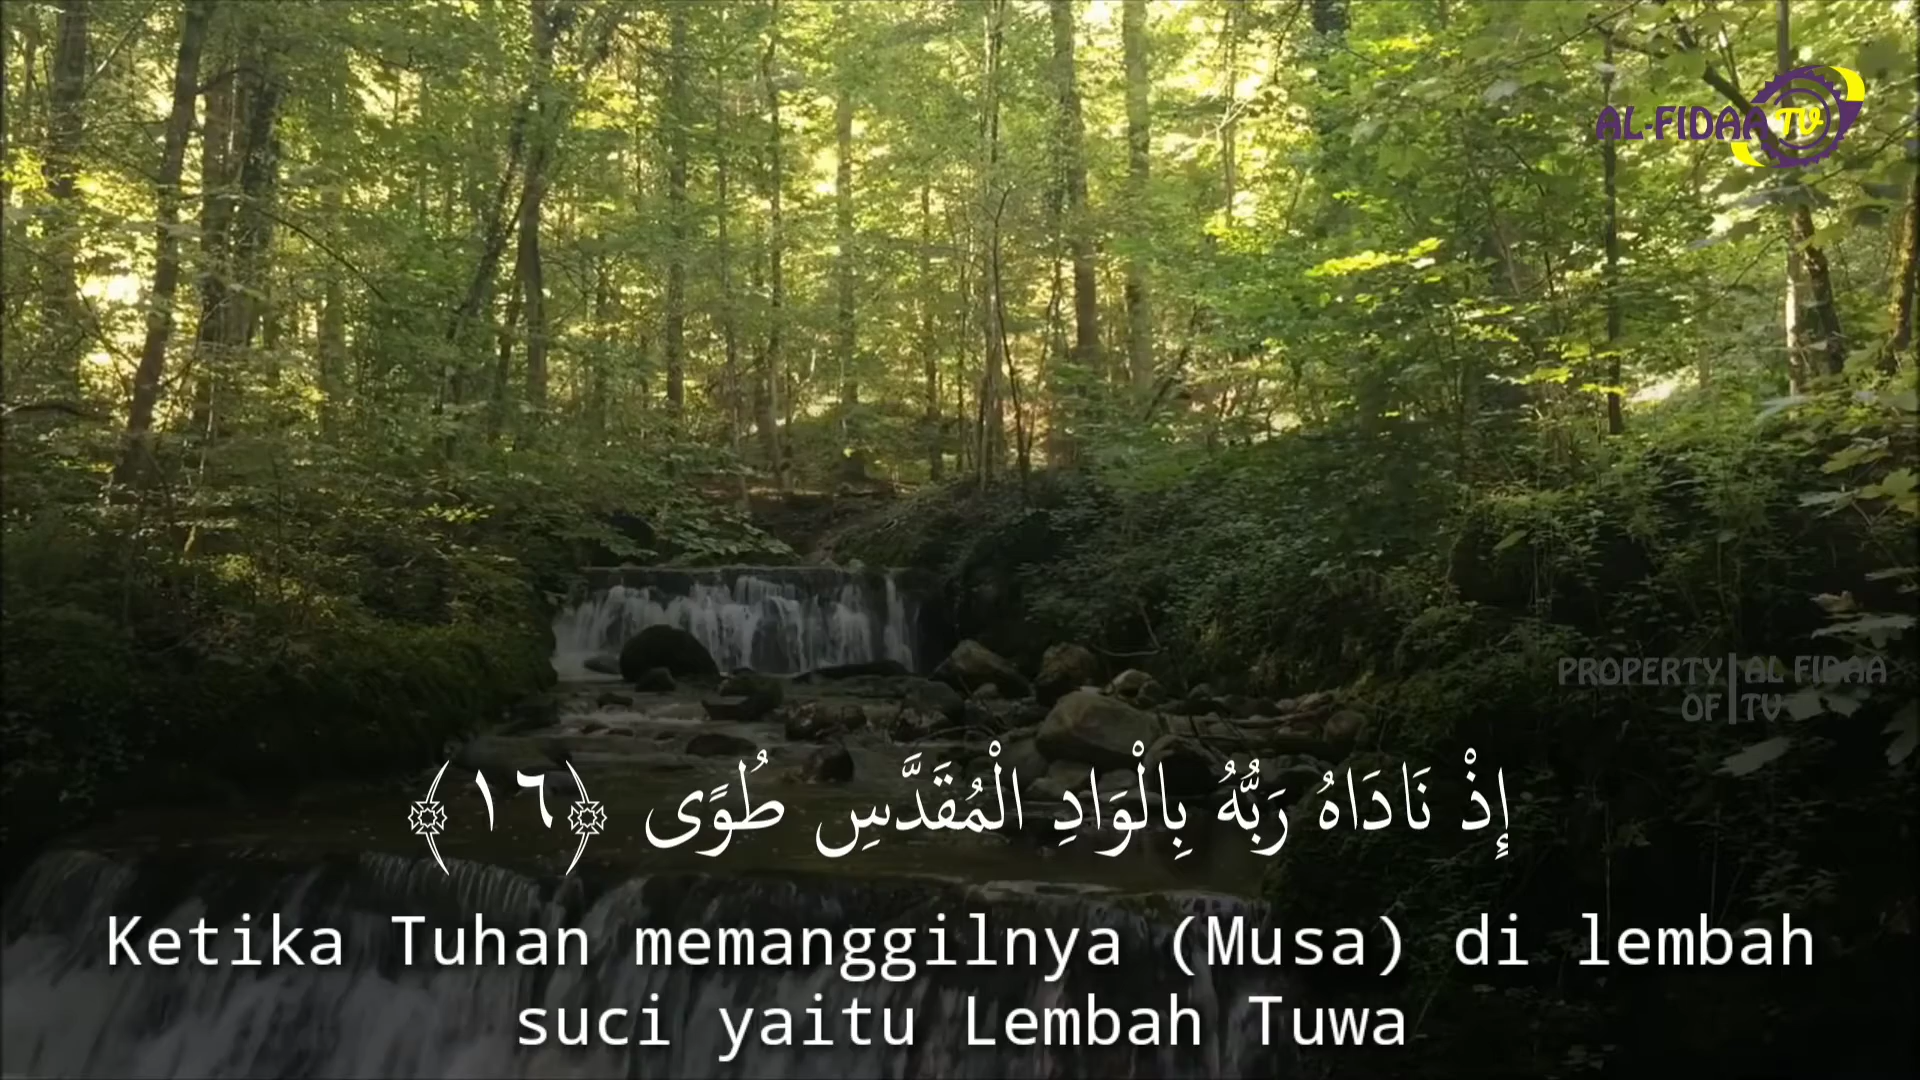 AL-FIDAA TV
PROPERTY OF | AL FIDAA TV
إِذْ نَادَاهُ رَبُّهُ بِالْوَادِ الْمُقَدَّسِ طُوًى ﴿١٦﴾
Ketika Tuhan memanggilnya (Musa) di lembah
suci yaitu Lembah Tuwa